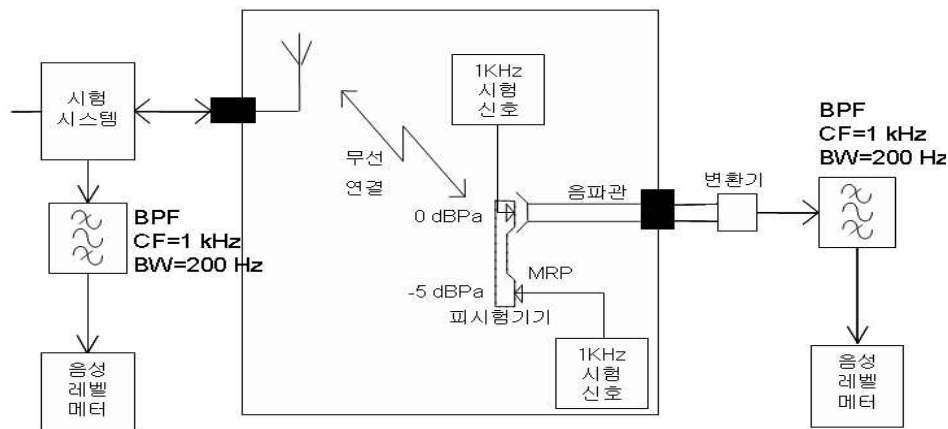 시험
시스템
BPF
CF=1 kHz
BW=200 Hz
음성
레벨
메터
무선
연결
1KHz
시험
신호
0 dBPa
음파관
MRP
-5 dBPa
피시험기기
1KHz
시험
신호
변환기
BPF
CF=1 kHz
BW=200 Hz
음성
레벨
메터